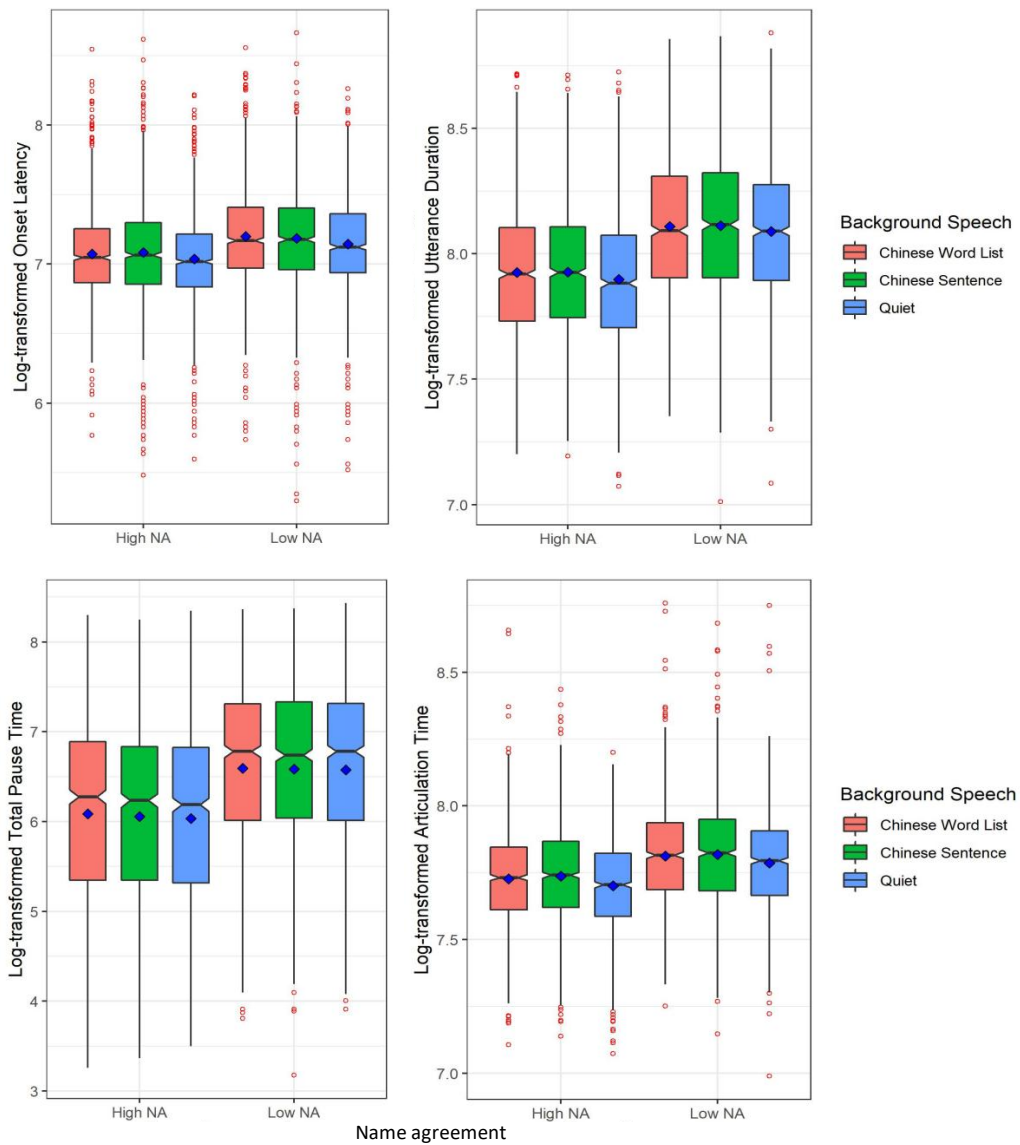 Log-transformed Onset Latency
8
7
6
High NA
Low NA
Log-transformed Utterance Duration
8.5
8.0
7.5
7.0
High NA
Low NA
Background Speech
Chinese Word List
Chinese Sentence
Quiet
Log-transformed Total Pause Time
8
7
6
5
4
3
High NA
Low NA
Log-transformed Articulation Time
8.5
8.0
7.5
7.0
High NA
Low NA
Background Speech
Chinese Word List
Chinese Sentence
Quiet
Name agreement